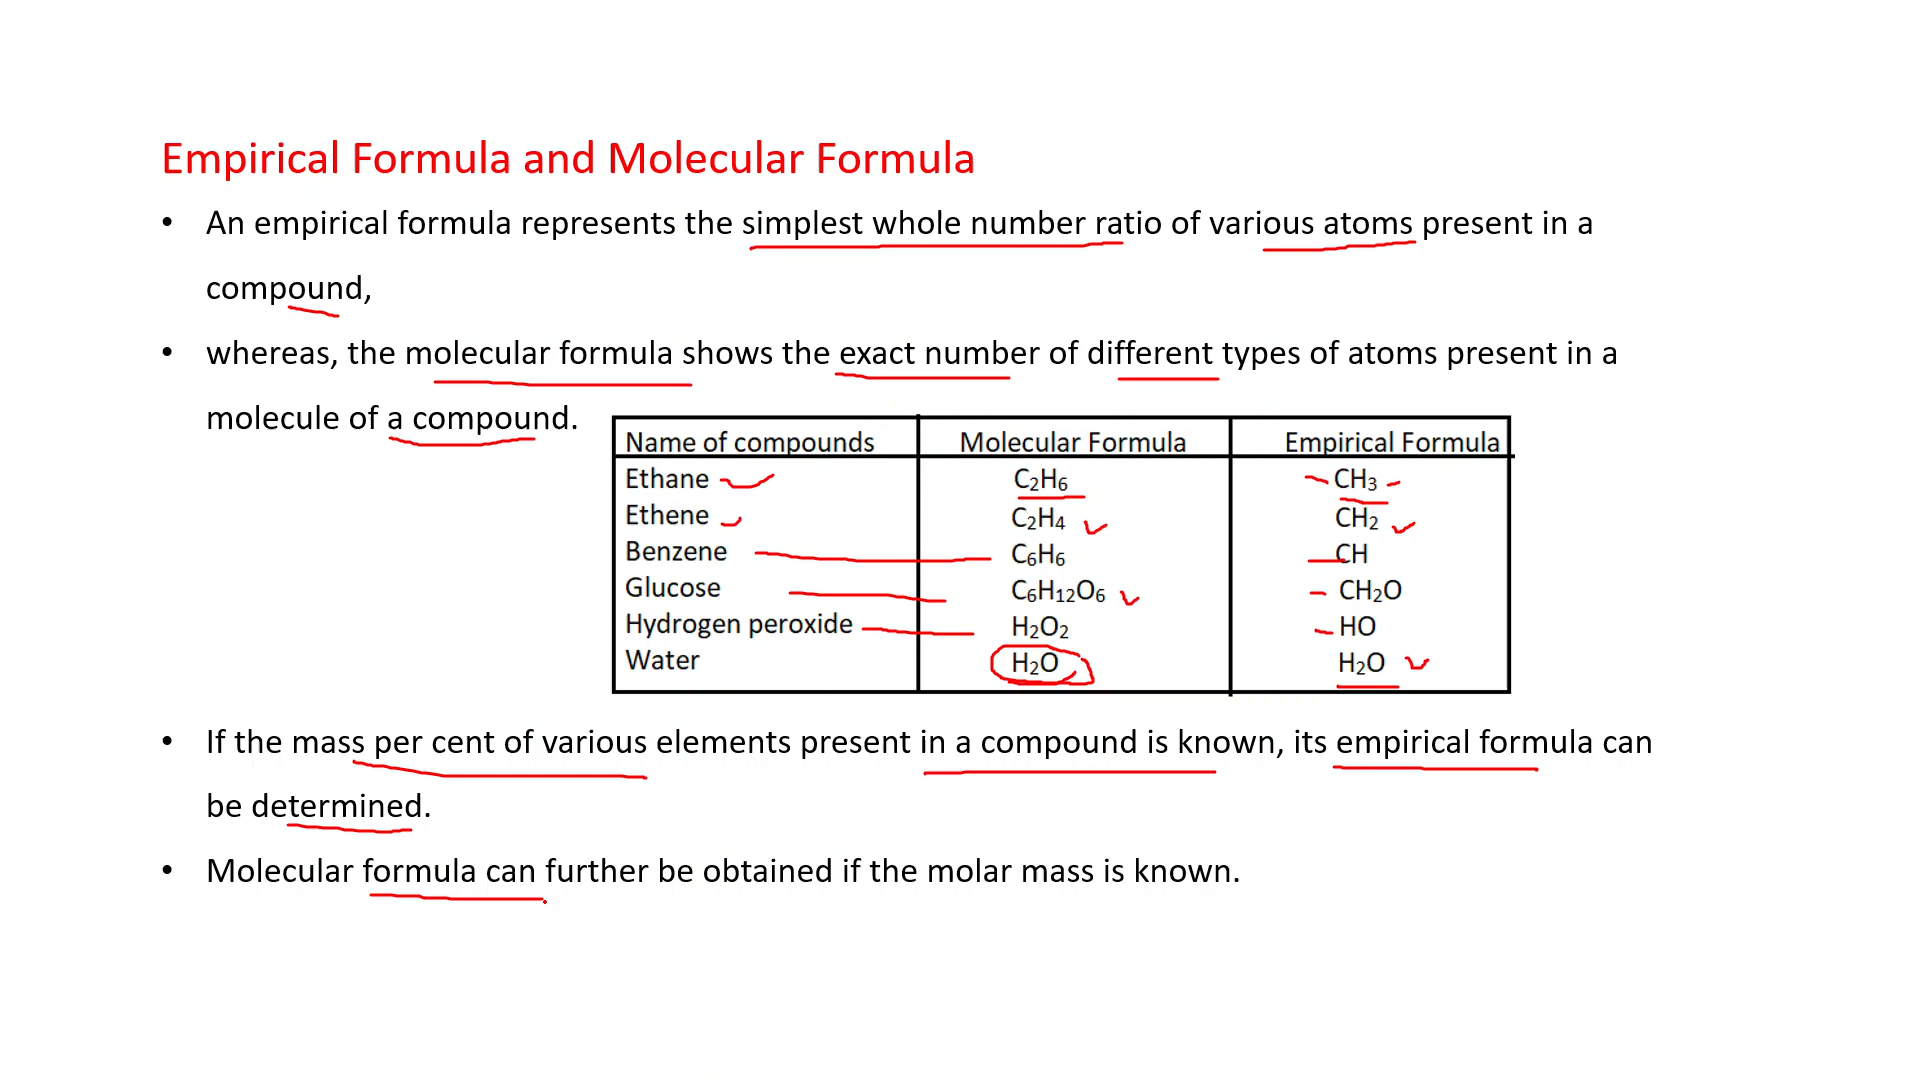 Empirical Formula and Molecular Formula
• An empirical formula represents the simplest whole number ratio of various atoms present in a
compound,
• whereas, the molecular formula shows the exact number of different types of atoms present in a
molecule of a compound.
Name of compounds Molecular Formula Empirical Formula
Ethane C₂H₆ CH₃
Ethene C₂H₄ CH₂
Benzene C₆H₆ CH
Glucose C₆H₁₂O₆ CH₂O
Hydrogen peroxide H₂O₂ HO
Water H₂O H₂O
• If the mass per cent of various elements present in a compound is known, its empirical formula can
be determined.
• Molecular formula can further be obtained if the molar mass is known.